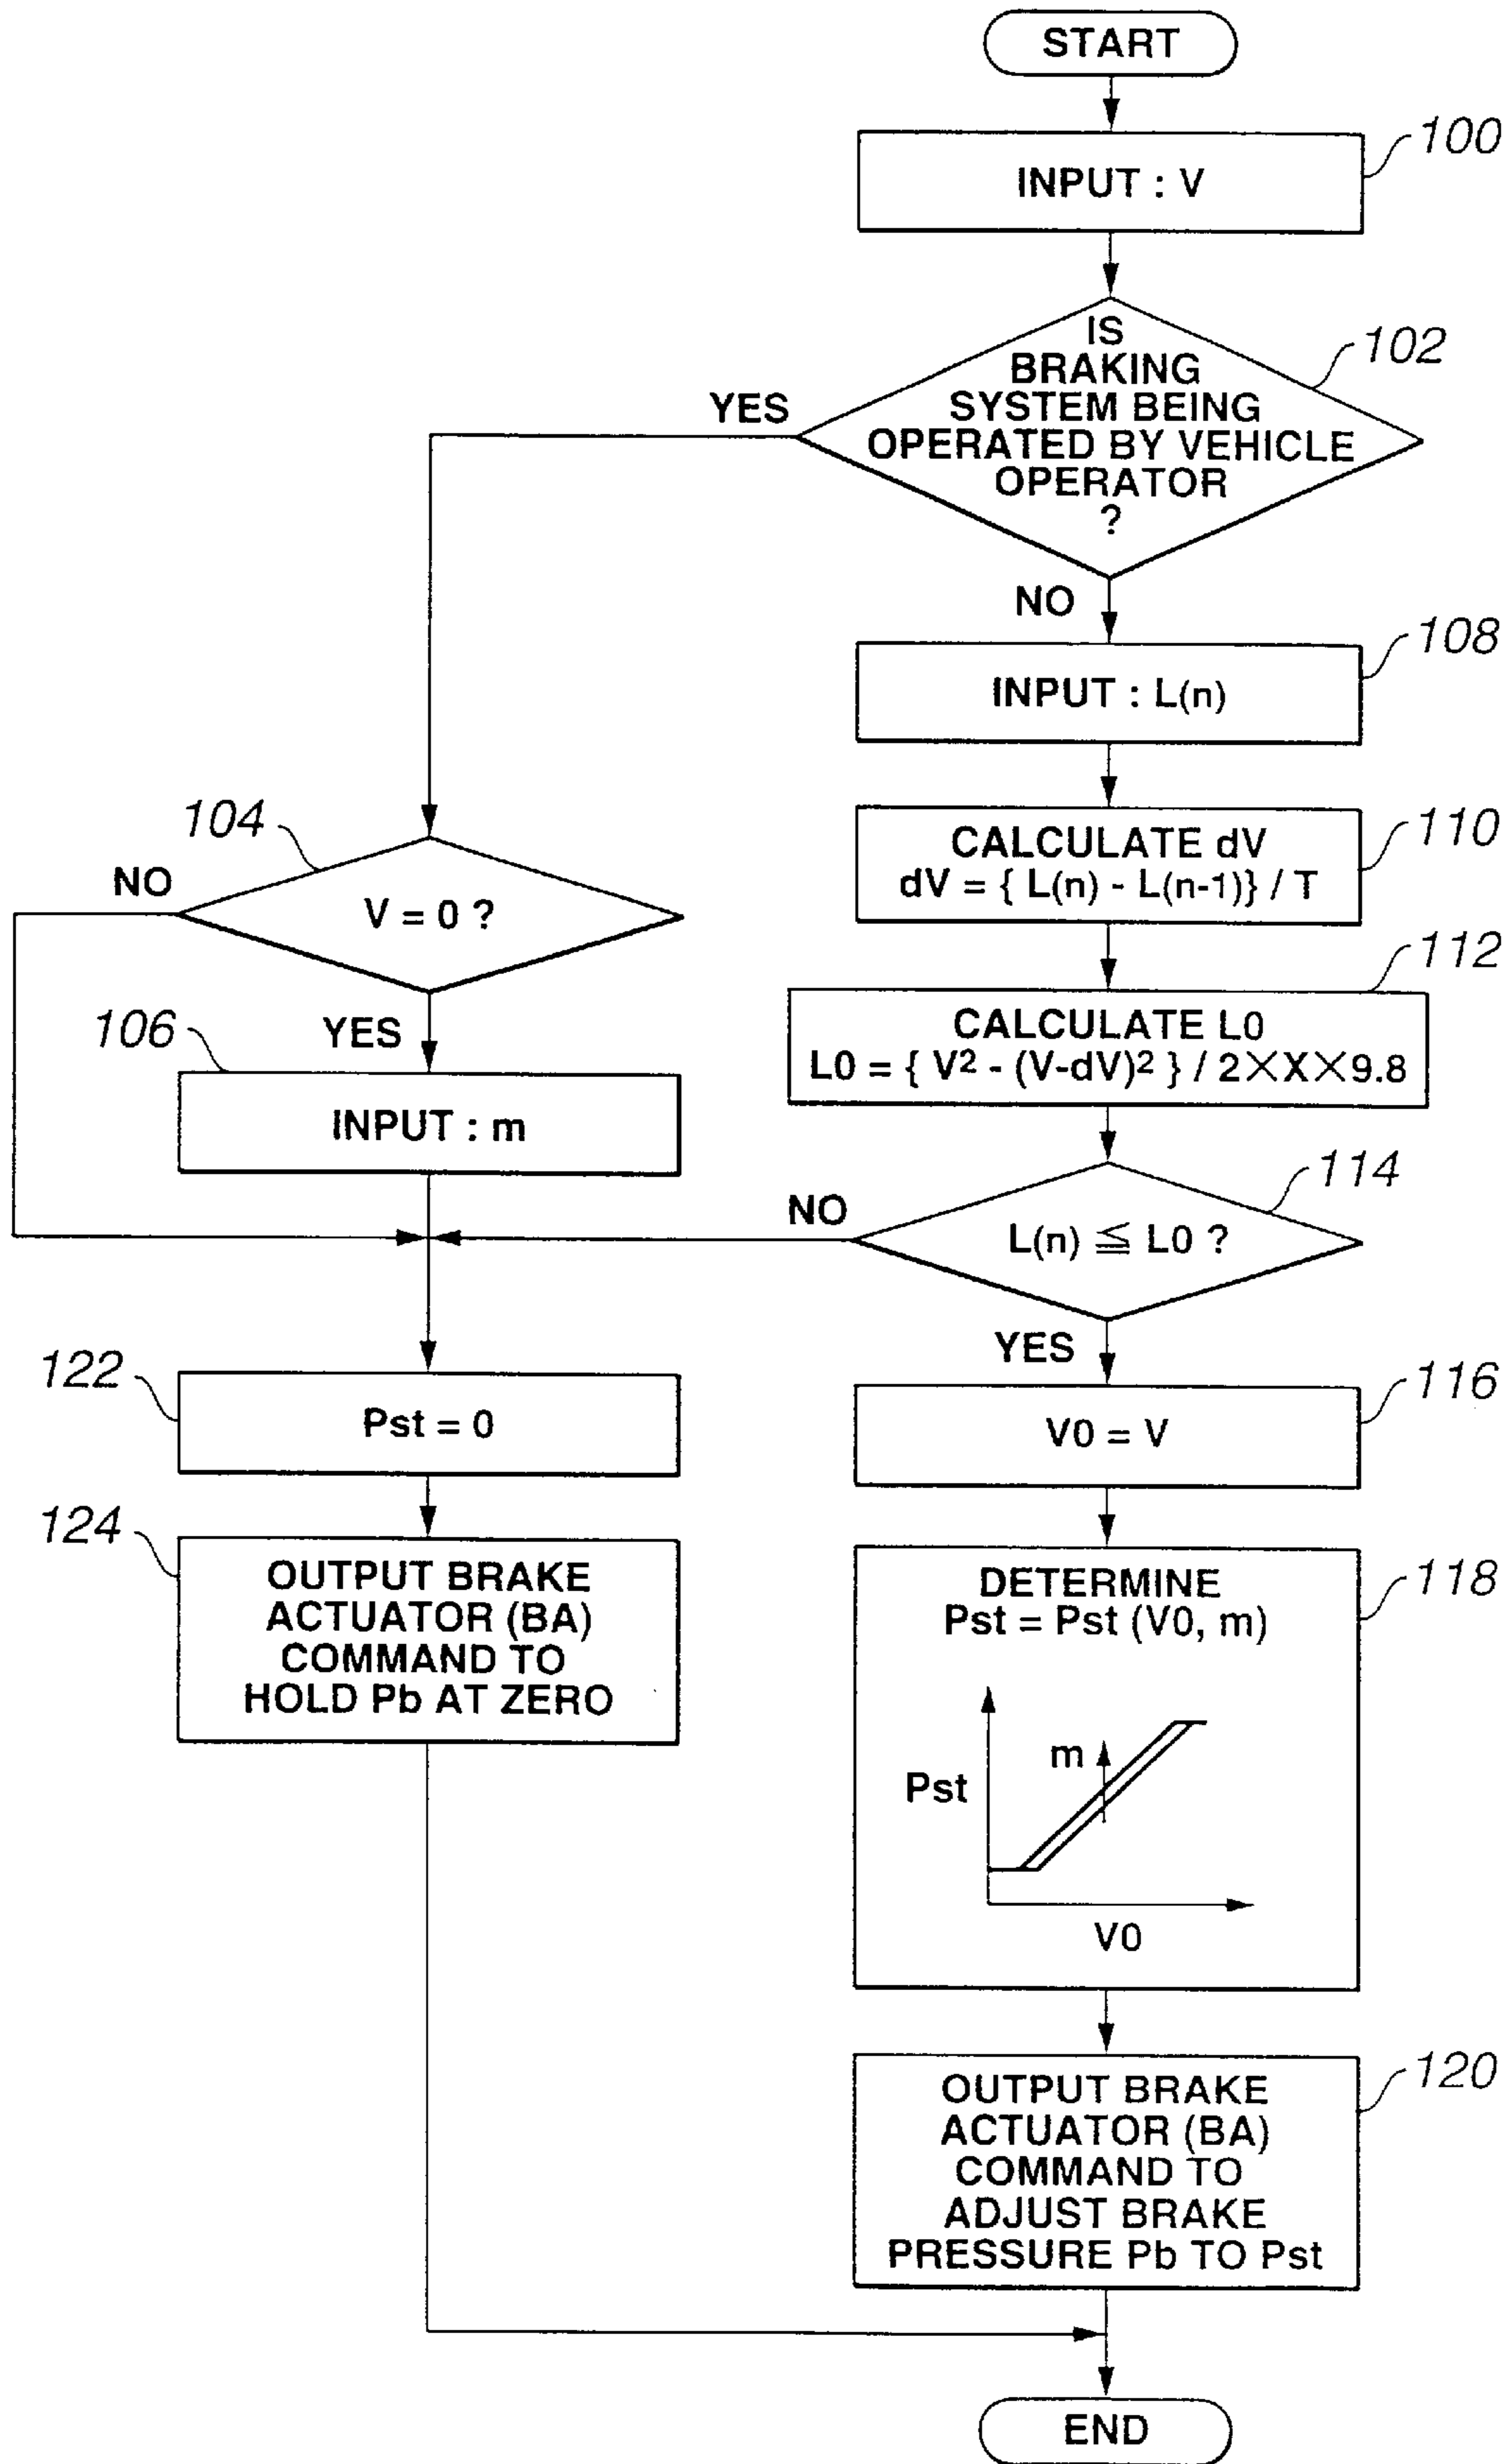 START
100
INPUT : V
102
IS
BRAKING
SYSTEM BEING
OPERATED BY VEHICLE
OPERATOR
?
YES
NO
108
INPUT : L(n)
110
CALCULATE dV
dV = { L(n) - L(n-1)} / T
104
NO
V = 0 ?
112
CALCULATE L0
L0 = { V² - (V-dV)² } / 2×X×9.8
106
YES
INPUT : m
114
NO
L(n) ≦ L0 ?
YES
122
Pst = 0
116
V0 = V
124
OUTPUT BRAKE
ACTUATOR (BA)
COMMAND TO
HOLD Pb AT ZERO
118
DETERMINE
Pst = Pst (V0, m)
m
Pst
V0
120
OUTPUT BRAKE
ACTUATOR (BA)
COMMAND TO
ADJUST BRAKE
PRESSURE Pb TO Pst
END